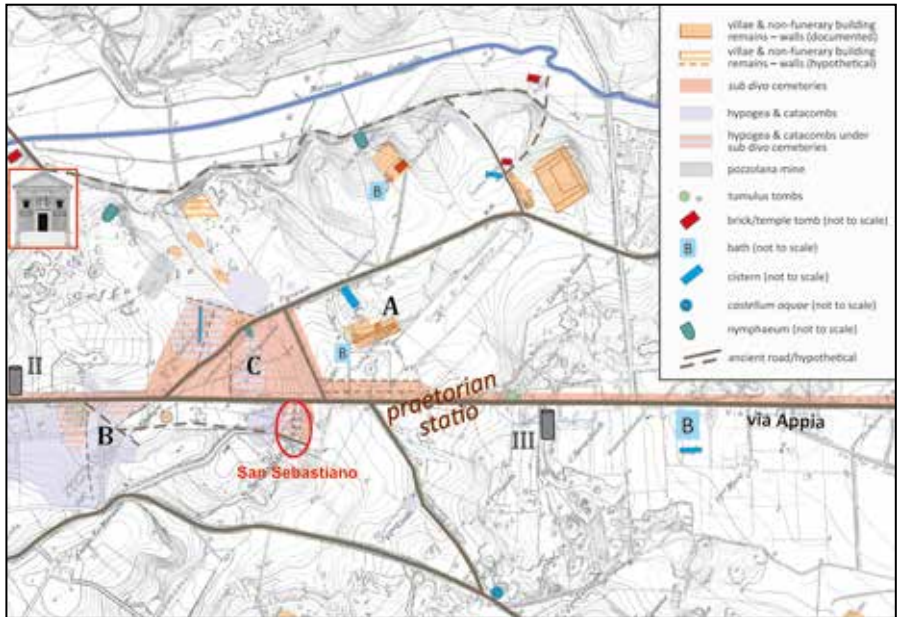 villae & non-funerary building
remains – walls (documented)
villae & non-funerary building
remains – walls (hypothetical)
sub divo cemeteries
hypogea & catacombs
hypogea & catacombs under
sub divo cemeteries
pozzolana mine
tumulus tombs
brick/temple tomb (not to scale)
B
bath (not to scale)
cistern (not to scale)
castellum aquae (not to scale)
nymphaeum (not to scale)
ancient road/hypothetical
B
A
B
C
II
praetorian
statio
III
B
via Appia
B
San Sebastiano